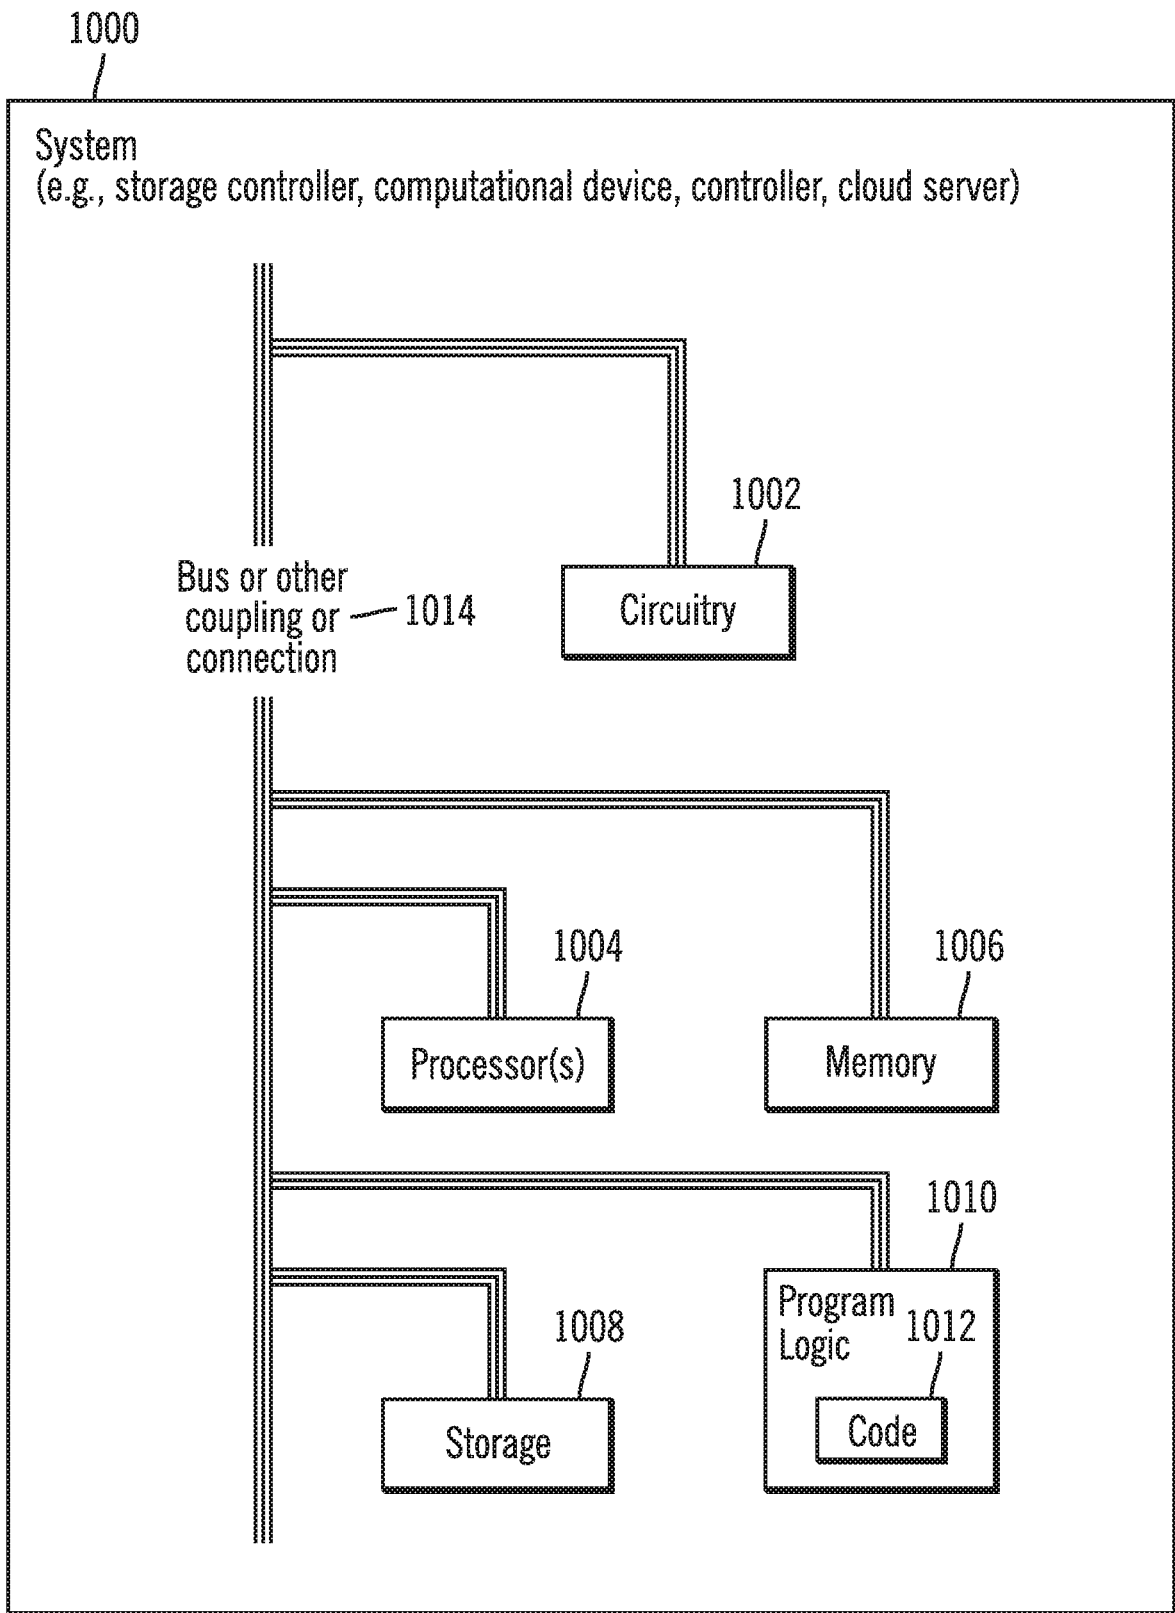 1000
System
(e.g., storage controller, computational device, controller, cloud server)
1002
Bus or other
coupling or
connection
1014
Circuitry
1004
1006
Processor(s)
Memory
1010
Program
Logic
1012
1008
Code
Storage